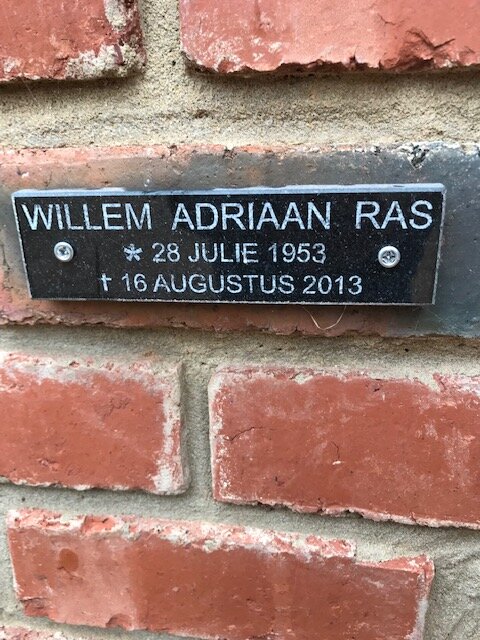 WILLEM ADRIAAN RAS
* 28 JULIE 1953
† 16 AUGUSTUS 2013